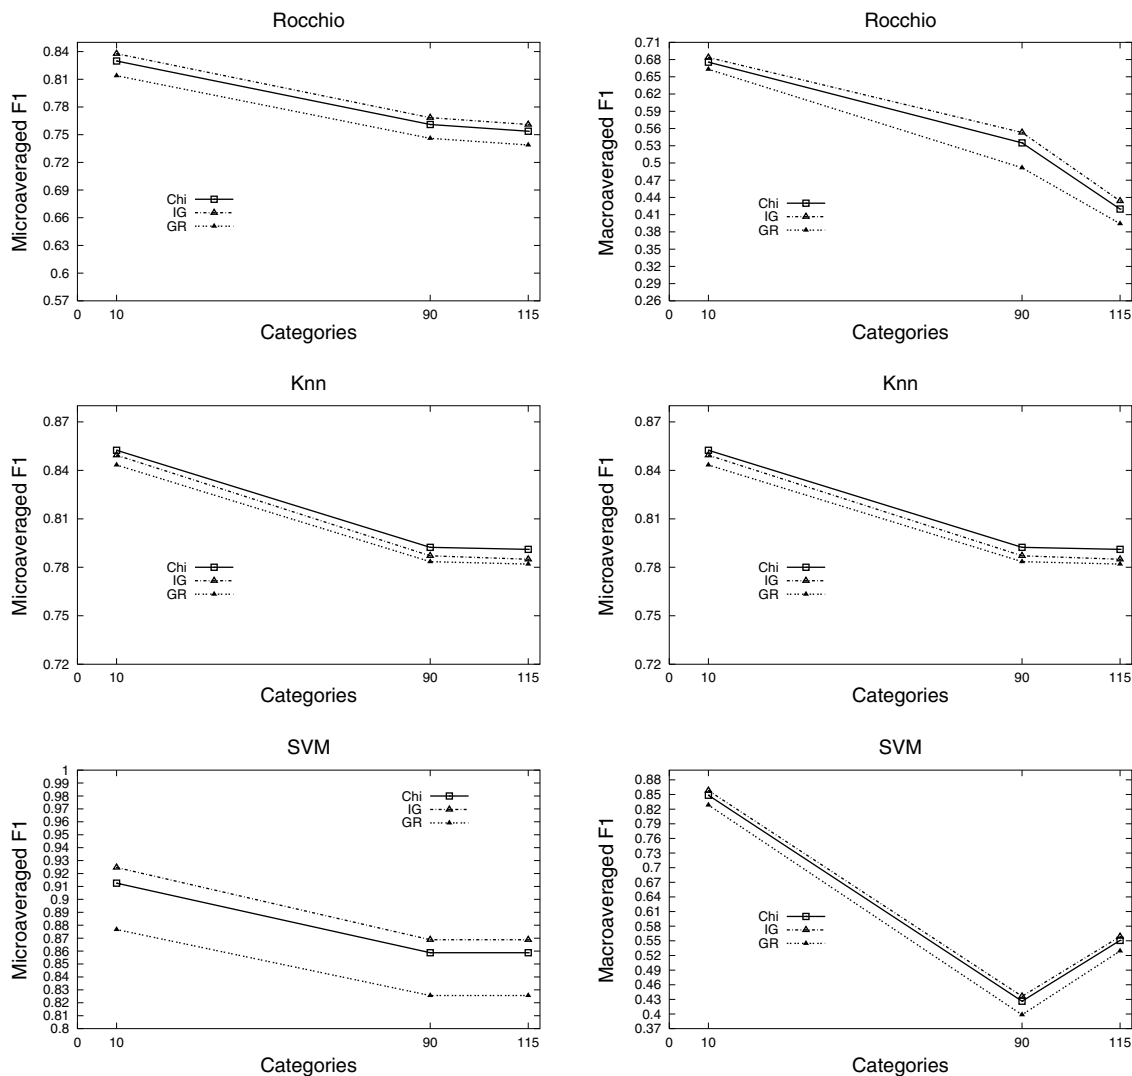 Rocchio
Microaveraged F1
0.84
0.81
0.78
0.75
0.72
0.69
0.66
0.63
0.6
0.57
Chi
IG
GR
0 10 90 115
Categories
Rocchio
Macroaveraged F1
0.71
0.68
0.65
0.62
0.59
0.56
0.53
0.5
0.47
0.44
0.41
0.38
0.35
0.32
0.29
0.26
Chi
IG
GR
0 10 90 115
Categories
Knn
Microaveraged F1
0.87
0.84
0.81
0.78
0.75
0.72
Chi
IG
GR
0 10 90 115
Categories
Knn
Microaveraged F1
0.87
0.84
0.81
0.78
0.75
0.72
Chi
IG
GR
0 10 90 115
Categories
SVM
Microaveraged F1
1
0.99
0.98
0.97
0.96
0.95
0.94
0.93
0.92
0.91
0.9
0.89
0.88
0.87
0.86
0.85
0.84
0.83
0.82
0.81
0.8
Chi
IG
GR
0 10 90 115
Categories
SVM
Macroaveraged F1
0.88
0.85
0.82
0.79
0.76
0.73
0.7
0.67
0.64
0.61
0.58
0.55
0.52
0.49
0.46
0.43
0.4
0.37
Chi
IG
GR
0 10 90 115
Categories